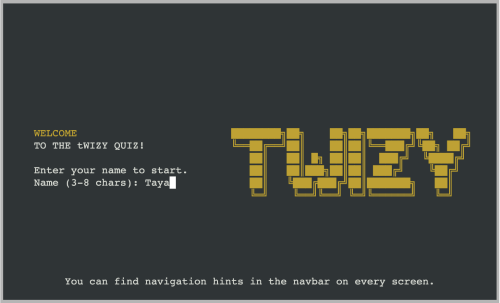 WELCOME
TO THE tWIZY QUIZ!
Enter your name to start.
Name (3-8 chars): Taya
TWIZY
You can find navigation hints in the navbar on every screen.